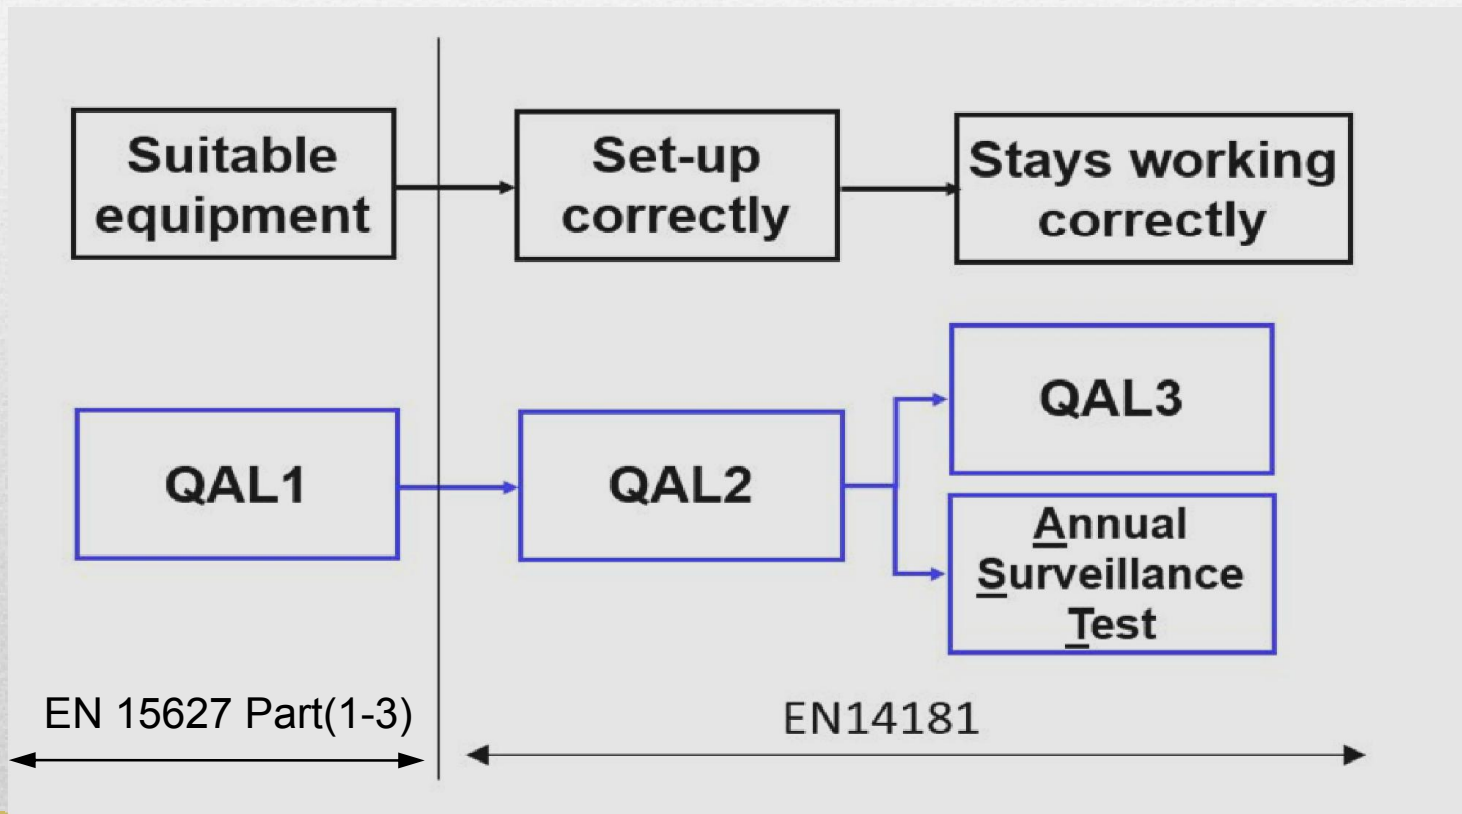 Suitable
equipment
Set-up
correctly
Stays working
correctly
QAL1
QAL2
QAL3
Annual
Surveillance
Test
EN 15627 Part(1-3)
EN14181